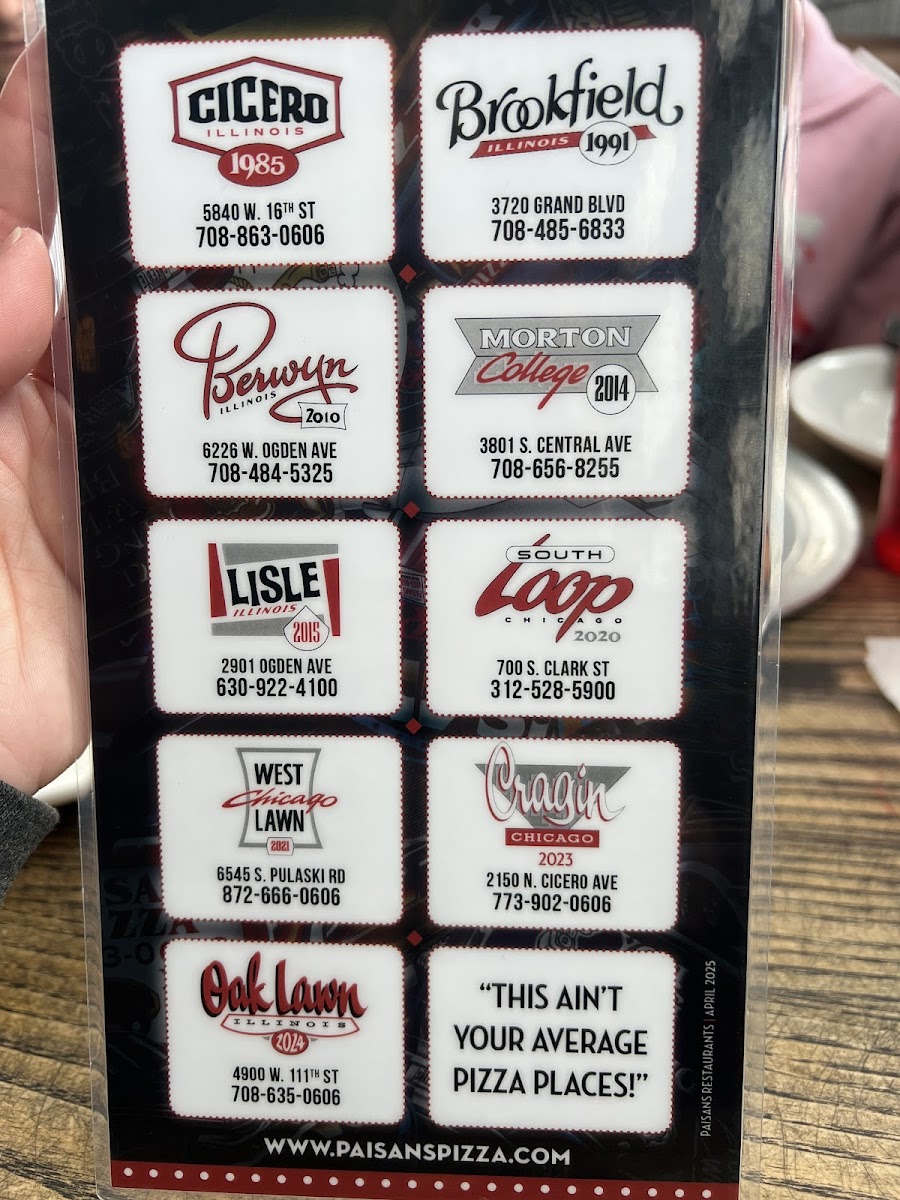 CICERO
ILLINOIS
1985
5840 W. 16TH ST
708-863-0606
Brookfield
ILLINOIS 1991
3720 GRAND BLVD
708-485-6833
Berwyn
ILLINOIS
2010
6226 W. OGDEN AVE
708-484-5325
MORTON
College
2014
3801 S. CENTRAL AVE
708-656-8255
LISLE
ILLINOIS
2015
2901 OGDEN AVE
630-922-4100
SOUTH
Loop
CHICAGO
2020
700 S. CLARK ST
312-528-5900
WEST
Chicago
LAWN
2021
6545 S. PULASKI RD
872-666-0606
Cragin
CHICAGO
2023
2150 N. CICERO AVE
773-902-0606
Oak Lawn
ILLINOIS
2024
4900 W. 111TH ST
708-635-0606
“THIS AIN'T
YOUR AVERAGE
PIZZA PLACES!”
PAISANS RESTAURANTS | APRIL 2025
WWW.PAISANSPIZZA.COM